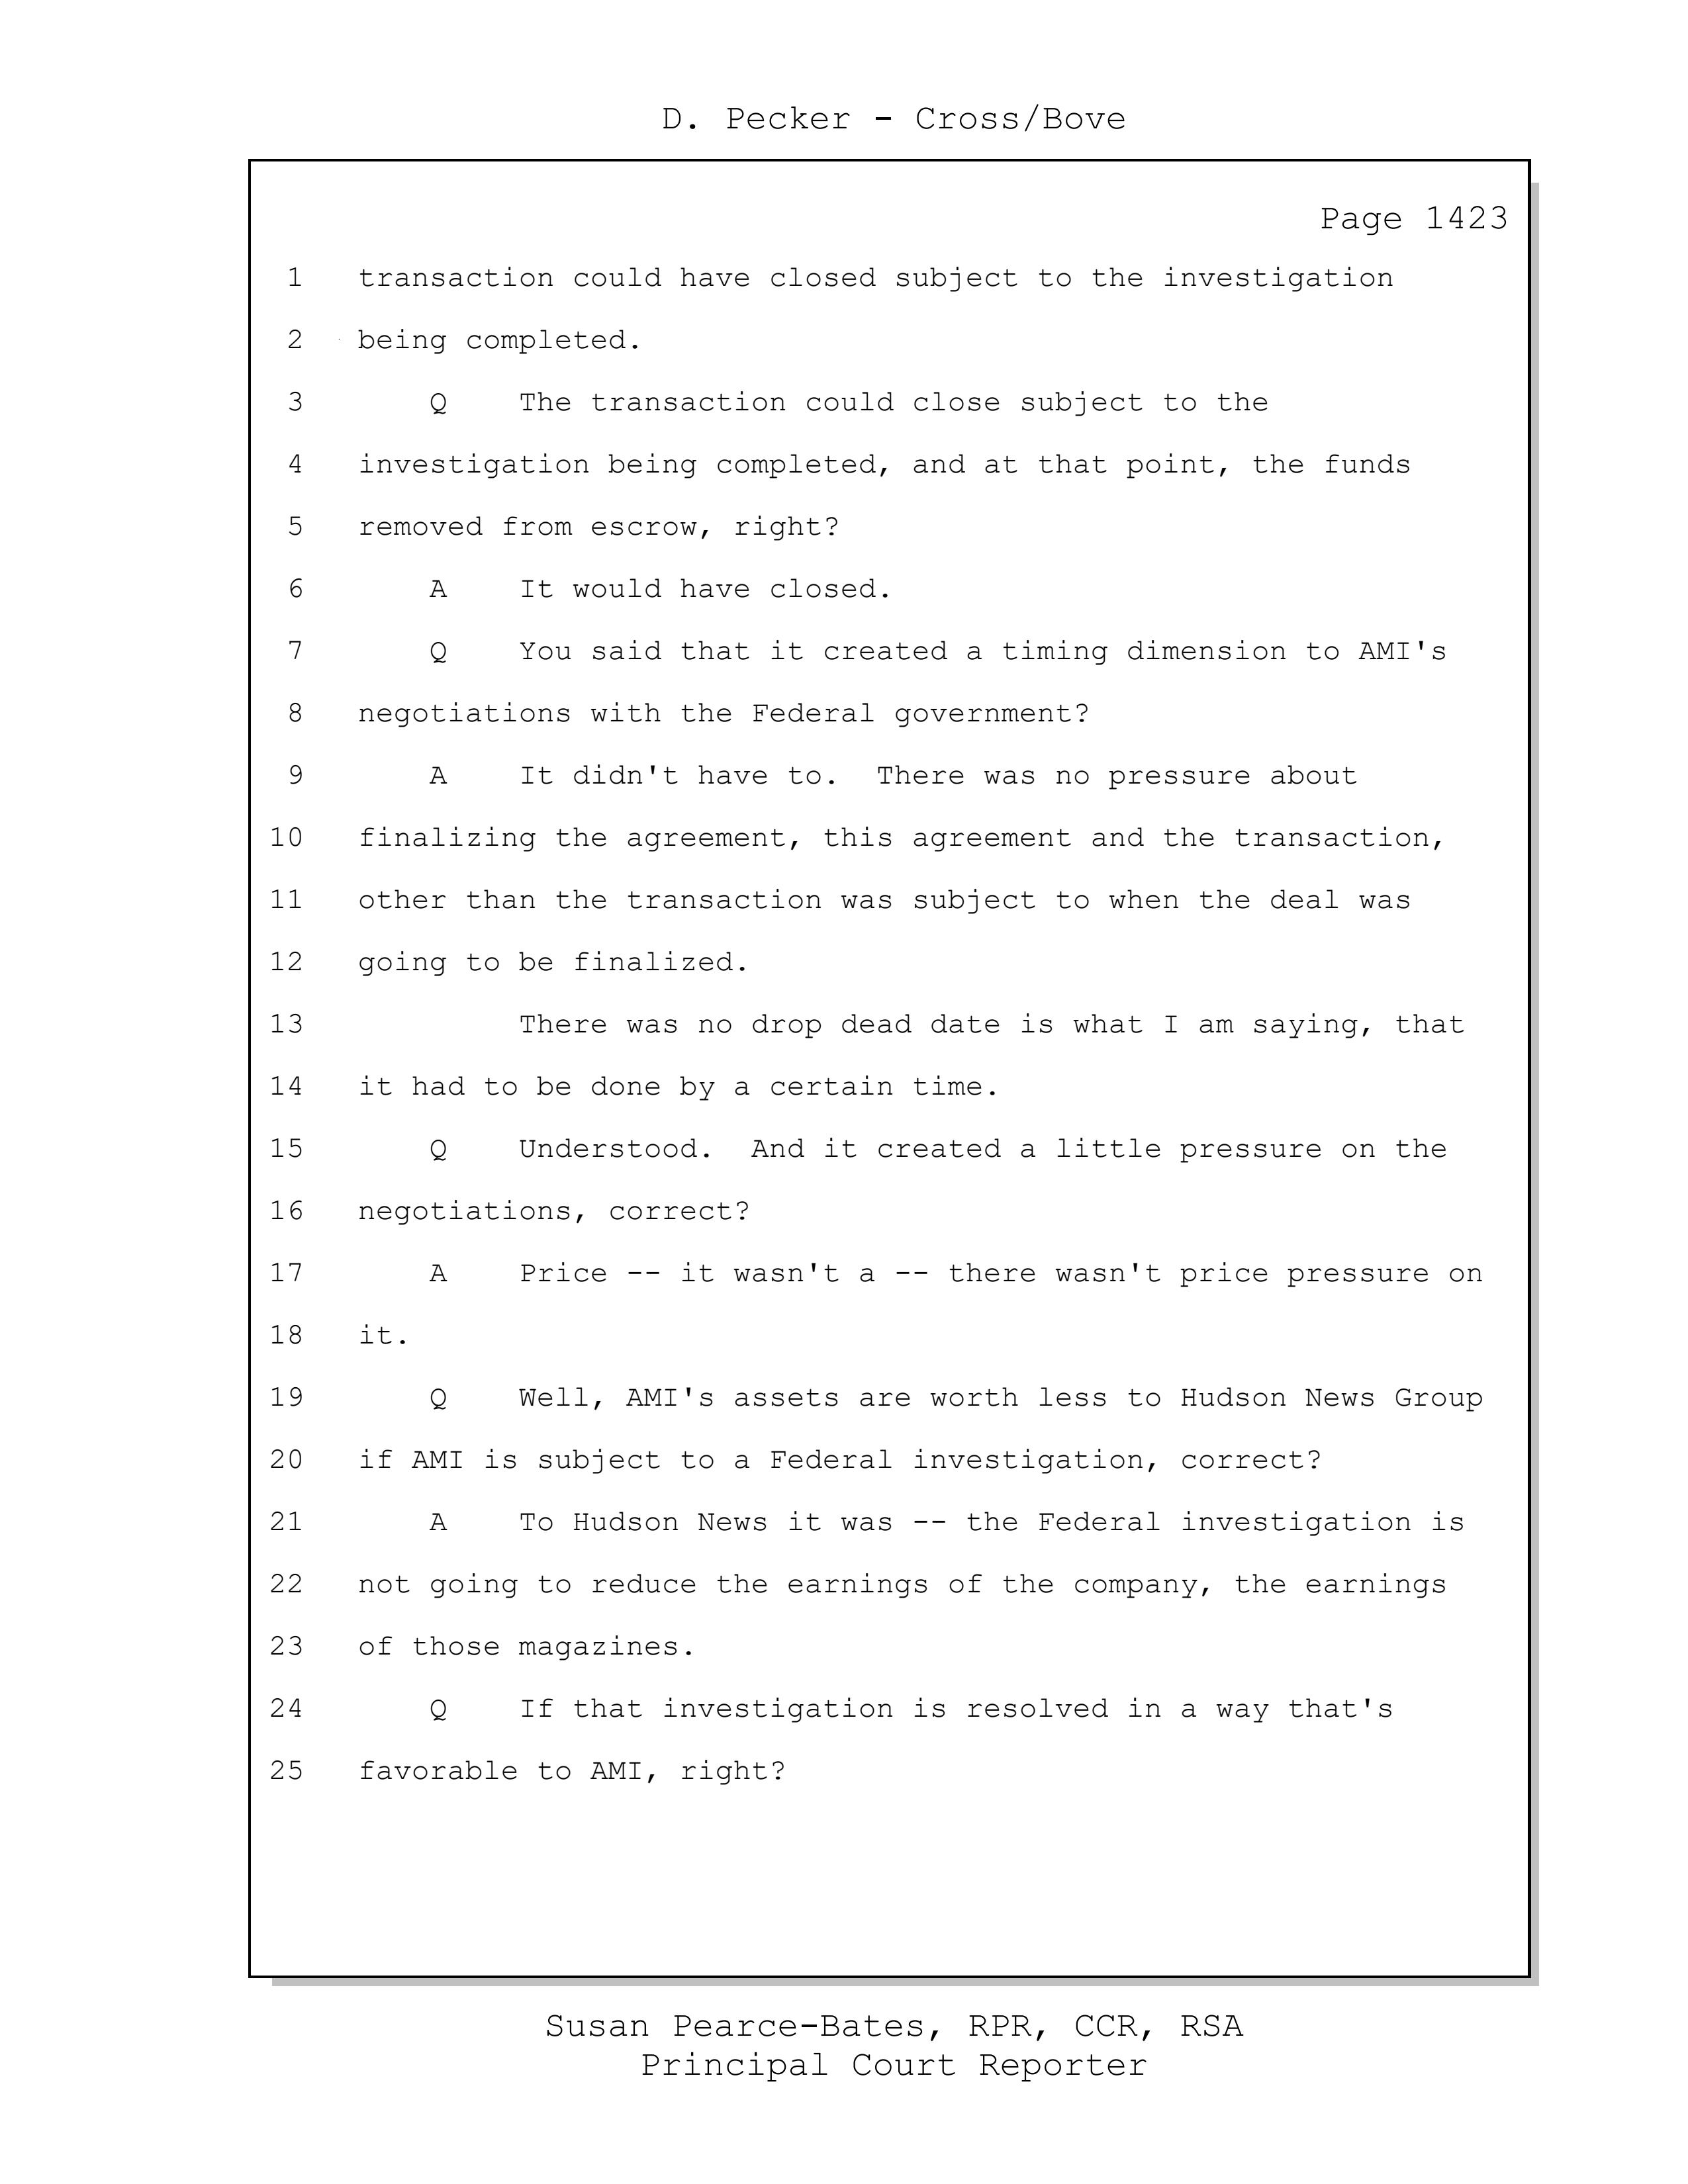 D. Pecker - Cross/Bove
Page 1423
1 transaction could have closed subject to the investigation
2 being completed.
3 Q The transaction could close subject to the
4 investigation being completed, and at that point, the funds
5 removed from escrow, right?
6 A It would have closed.
7 Q You said that it created a timing dimension to AMI's
8 negotiations with the Federal government?
9 A It didn't have to. There was no pressure about
10 finalizing the agreement, this agreement and the transaction,
11 other than the transaction was subject to when the deal was
12 going to be finalized.
13 There was no drop dead date is what I am saying, that
14 it had to be done by a certain time.
15 Q Understood. And it created a little pressure on the
16 negotiations, correct?
17 A Price -- it wasn't a -- there wasn't price pressure on
18 it.
19 Q Well, AMI's assets are worth less to Hudson News Group
20 if AMI is subject to a Federal investigation, correct?
21 A To Hudson News it was -- the Federal investigation is
22 not going to reduce the earnings of the company, the earnings
23 of those magazines.
24 Q If that investigation is resolved in a way that's
25 favorable to AMI, right?
Susan Pearce-Bates, RPR, CCR, RSA
Principal Court Reporter